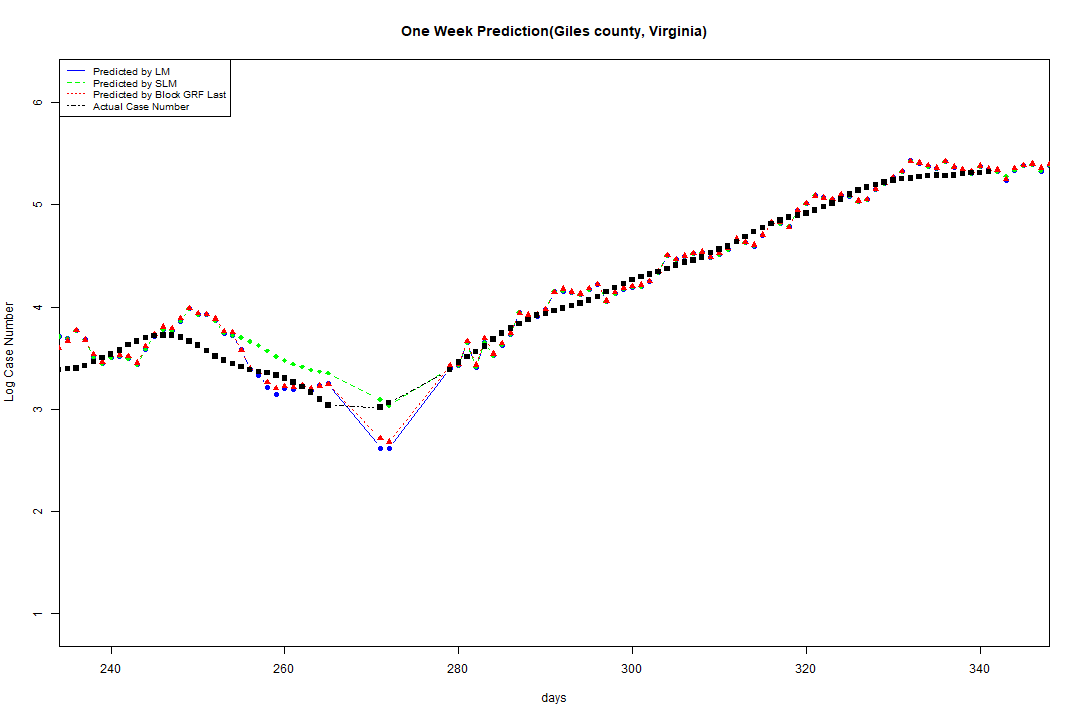 One Week Prediction(Giles county, Virginia)
Predicted by LM
Predicted by SLM
Predicted by Block GRF Last
Actual Case Number
6
5
4
3
2
1
Log Case Number
240 260 280 300 320 340
days